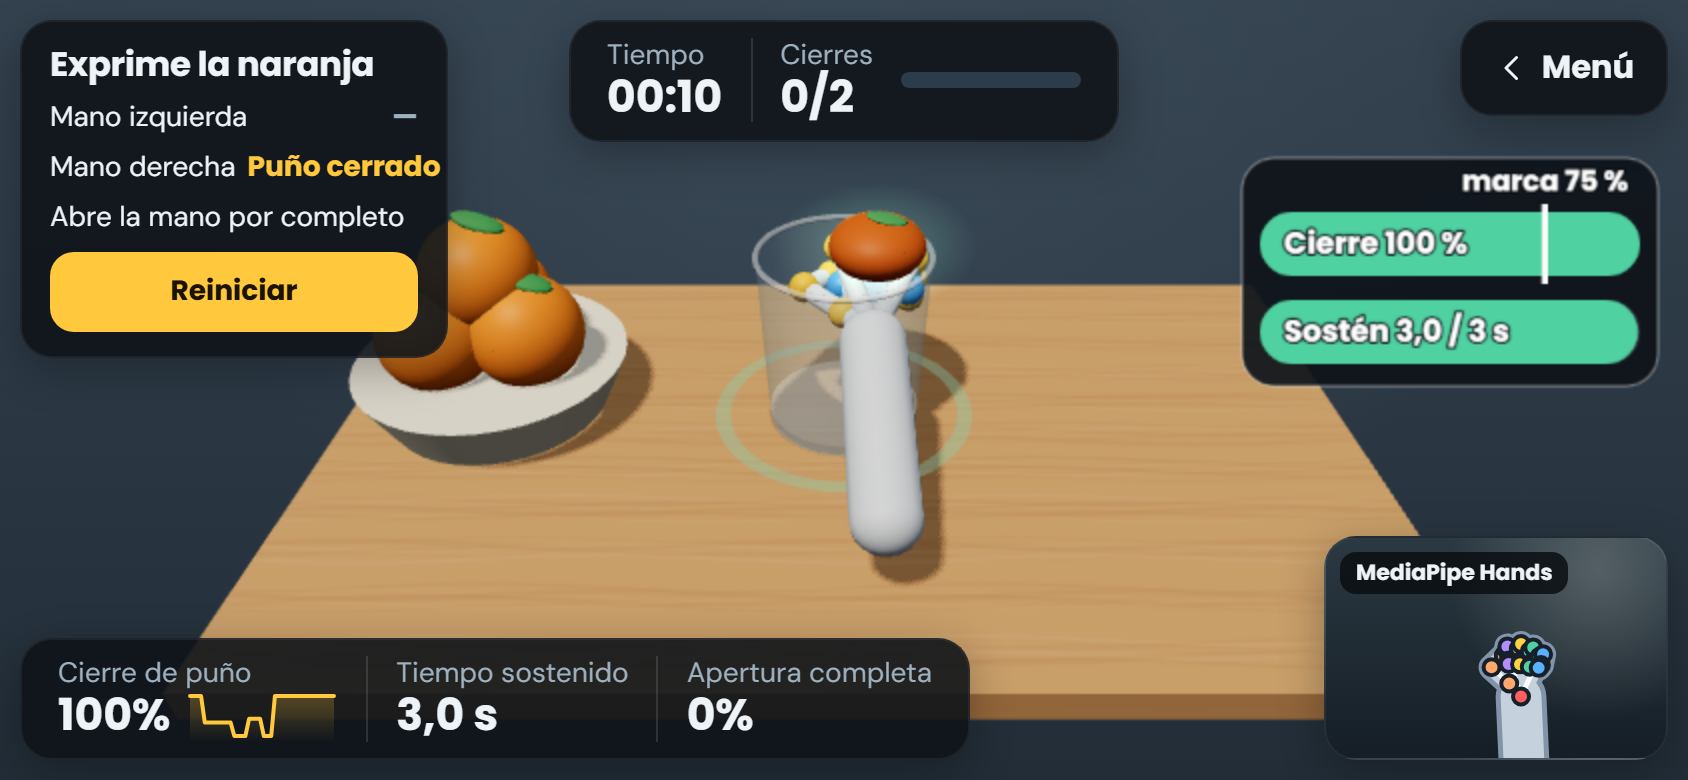 Exprime la naranja
Mano izquierda —
Mano derecha Puño cerrado
Abre la mano por completo
Reiniciar
Tiempo
00:10
Cierres
0/2
Menú
marca 75 %
Cierre 100 %
Sostén 3,0 / 3 s
MediaPipe Hands
Cierre de puño
100%
Tiempo sostenido
3,0 s
Apertura completa
0%